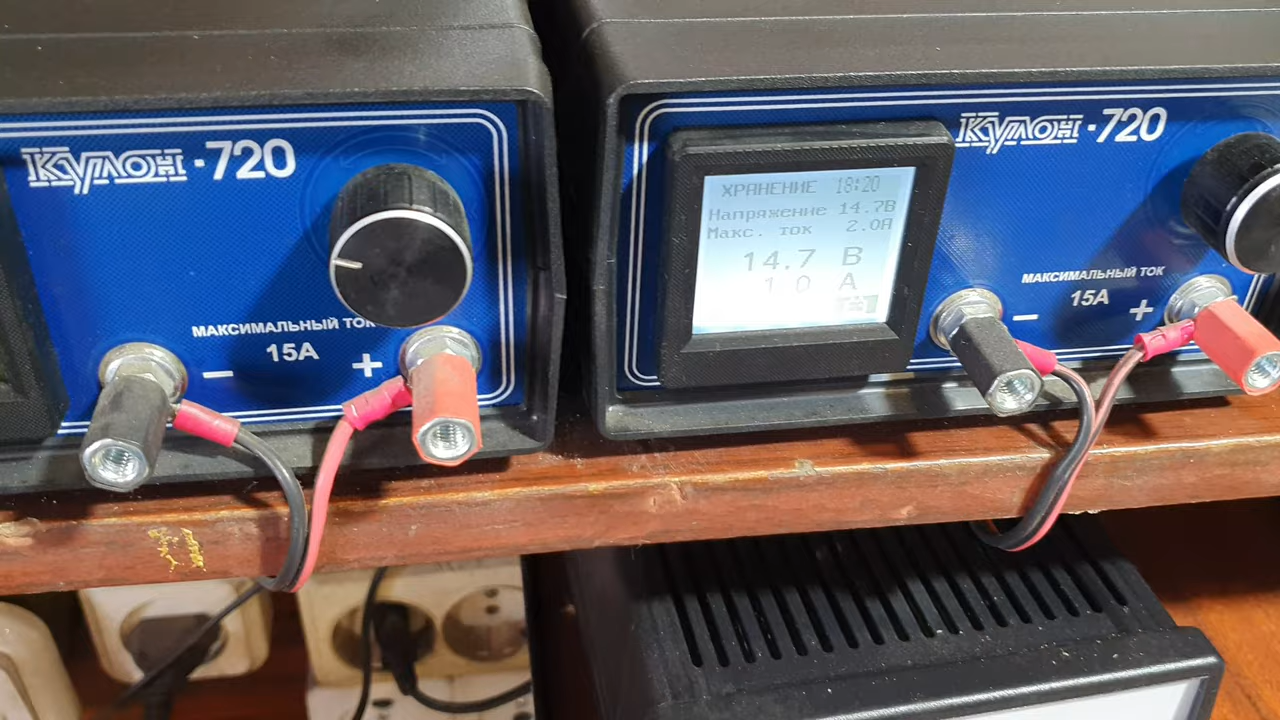 КУЛОН-720
МАКСИМАЛЬНЫЙ ТОК
15А
− +
КУЛОН-720
ХРАНЕНИЕ 18:20
Напряжение 14.7В
Макс. ток 2.0А
14.7 В
1.0 А
МАКСИМАЛЬНЫЙ ТОК
15А
− +